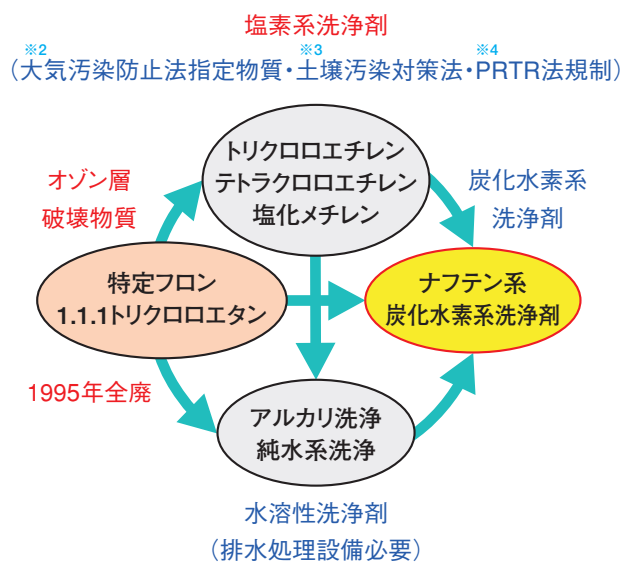 塩素系洗浄剤
※2 ※3 ※4
（大気汚染防止法指定物質・土壌汚染対策法・PRTR法規制）
トリクロロエチレン
テトラクロロエチレン
塩化メチレン
オゾン層
破壊物質
炭化水素系
洗浄剤
特定フロン
1.1.1トリクロロエタン
ナフテン系
炭化水素系洗浄剤
1995年全廃
アルカリ洗浄
純水系洗浄
水溶性洗浄剤
（排水処理設備必要）